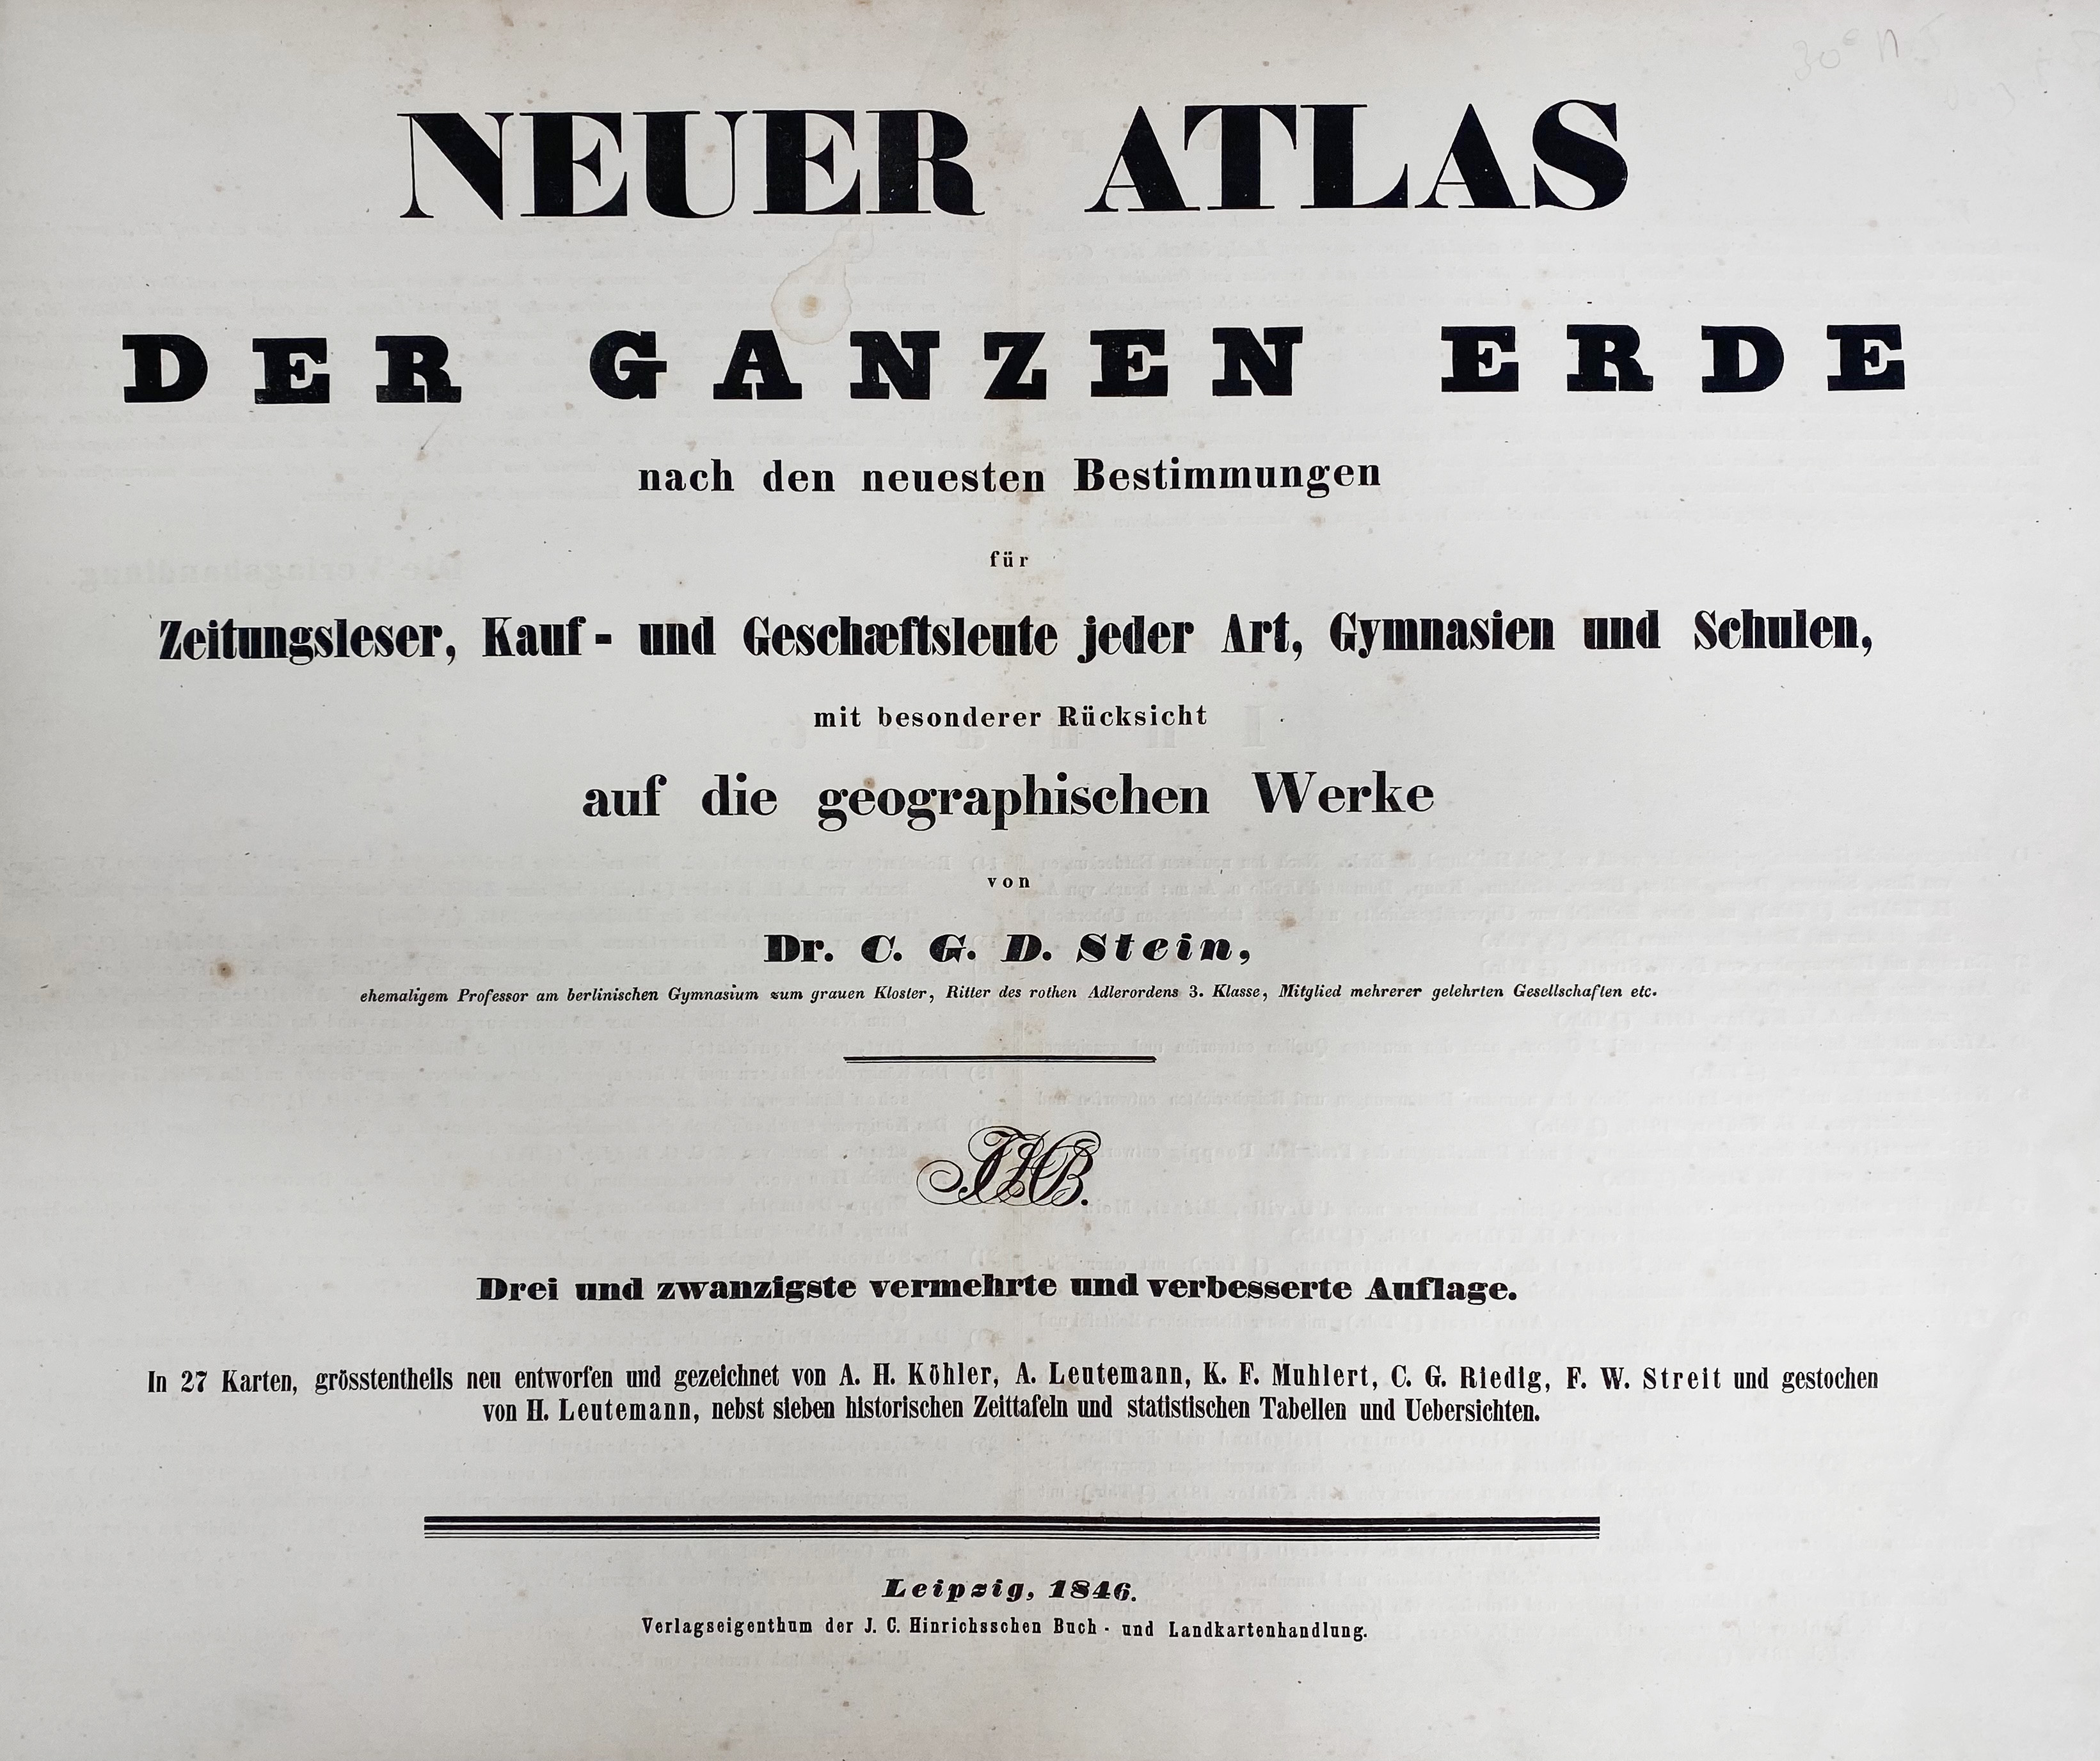 NEUER ATLAS
DER GANZEN ERDE
nach den neuesten Bestimmungen
für
Zeitungsleser, Kauf- und Geschæftsleute jeder Art, Gymnasien und Schulen,
mit besonderer Rücksicht
auf die geographischen Werke
von
Dr. C. G. D. Stein,
ehemaligem Professor am berlinischen Gymnasium zum grauen Kloster, Ritter des rothen Adlerordens 3. Klasse, Mitglied mehrerer gelehrten Gesellschaften etc.
Drei und zwanzigste vermehrte und verbesserte Auflage.
In 27 Karten, grösstentheils neu entworfen und gezeichnet von A. H. Köhler, A. Leutemann, K. F. Muhlert, C. G. Riedig, F. W. Streit und gestochen
von H. Leutemann, nebst sieben historischen Zeittafeln und statistischen Tabellen und Uebersichten.
Leipzig, 1846.
Verlagseigenthum der J. C. Hinrichsschen Buch- und Landkartenhandlung.